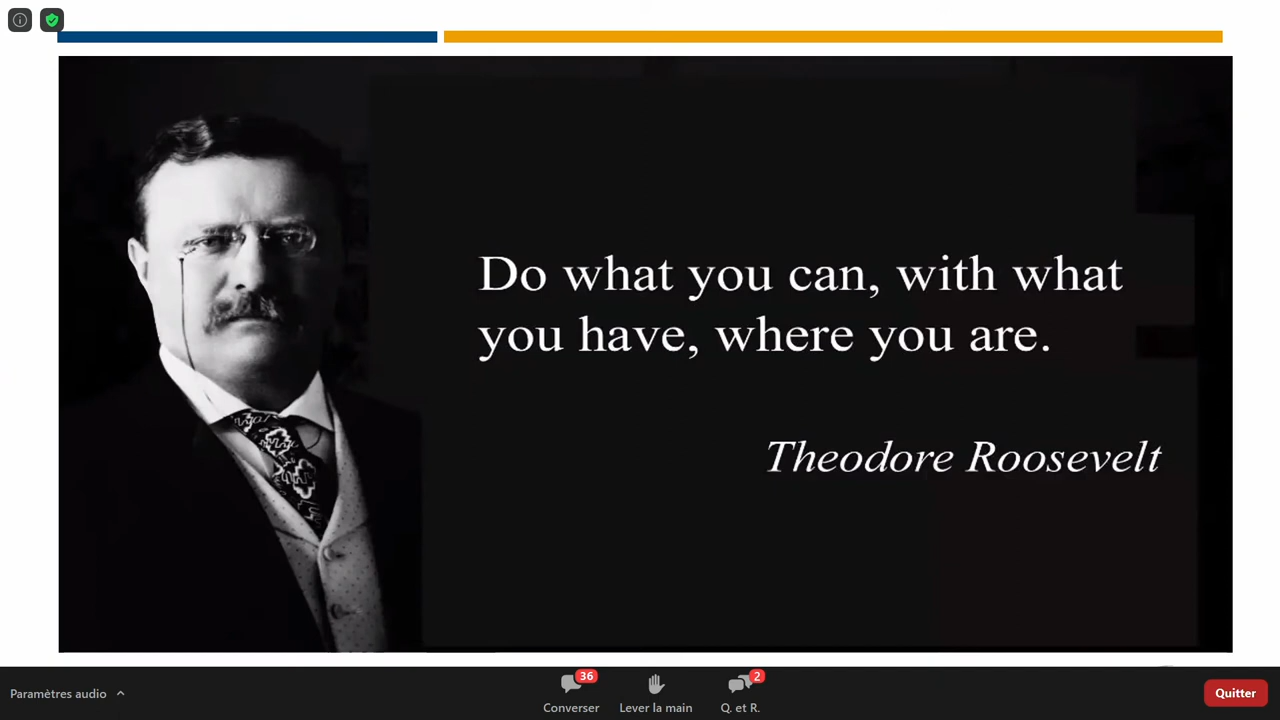 Do what you can, with what
you have, where you are.
Theodore Roosevelt
Paramètres audio
36
Converser
Lever la main
2
Q. et R.
Quitter